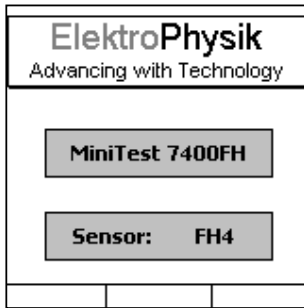 ElektroPhysik
Advancing with Technology
MiniTest 7400FH
Sensor: FH4